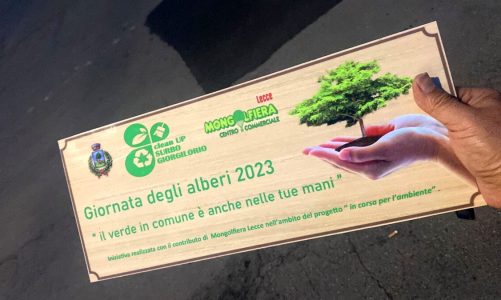 clean UP
SURBO
GIORGILORIO
Lecce
MONGOLFIERA
CENTRO COMMERCIALE
Giornata degli alberi 2023
" il verde in comune è anche nelle tue mani "
Iniziativa realizzata con il contributo di Mongolfiera Lecce nell'ambito del progetto " in corso per l'ambiente"